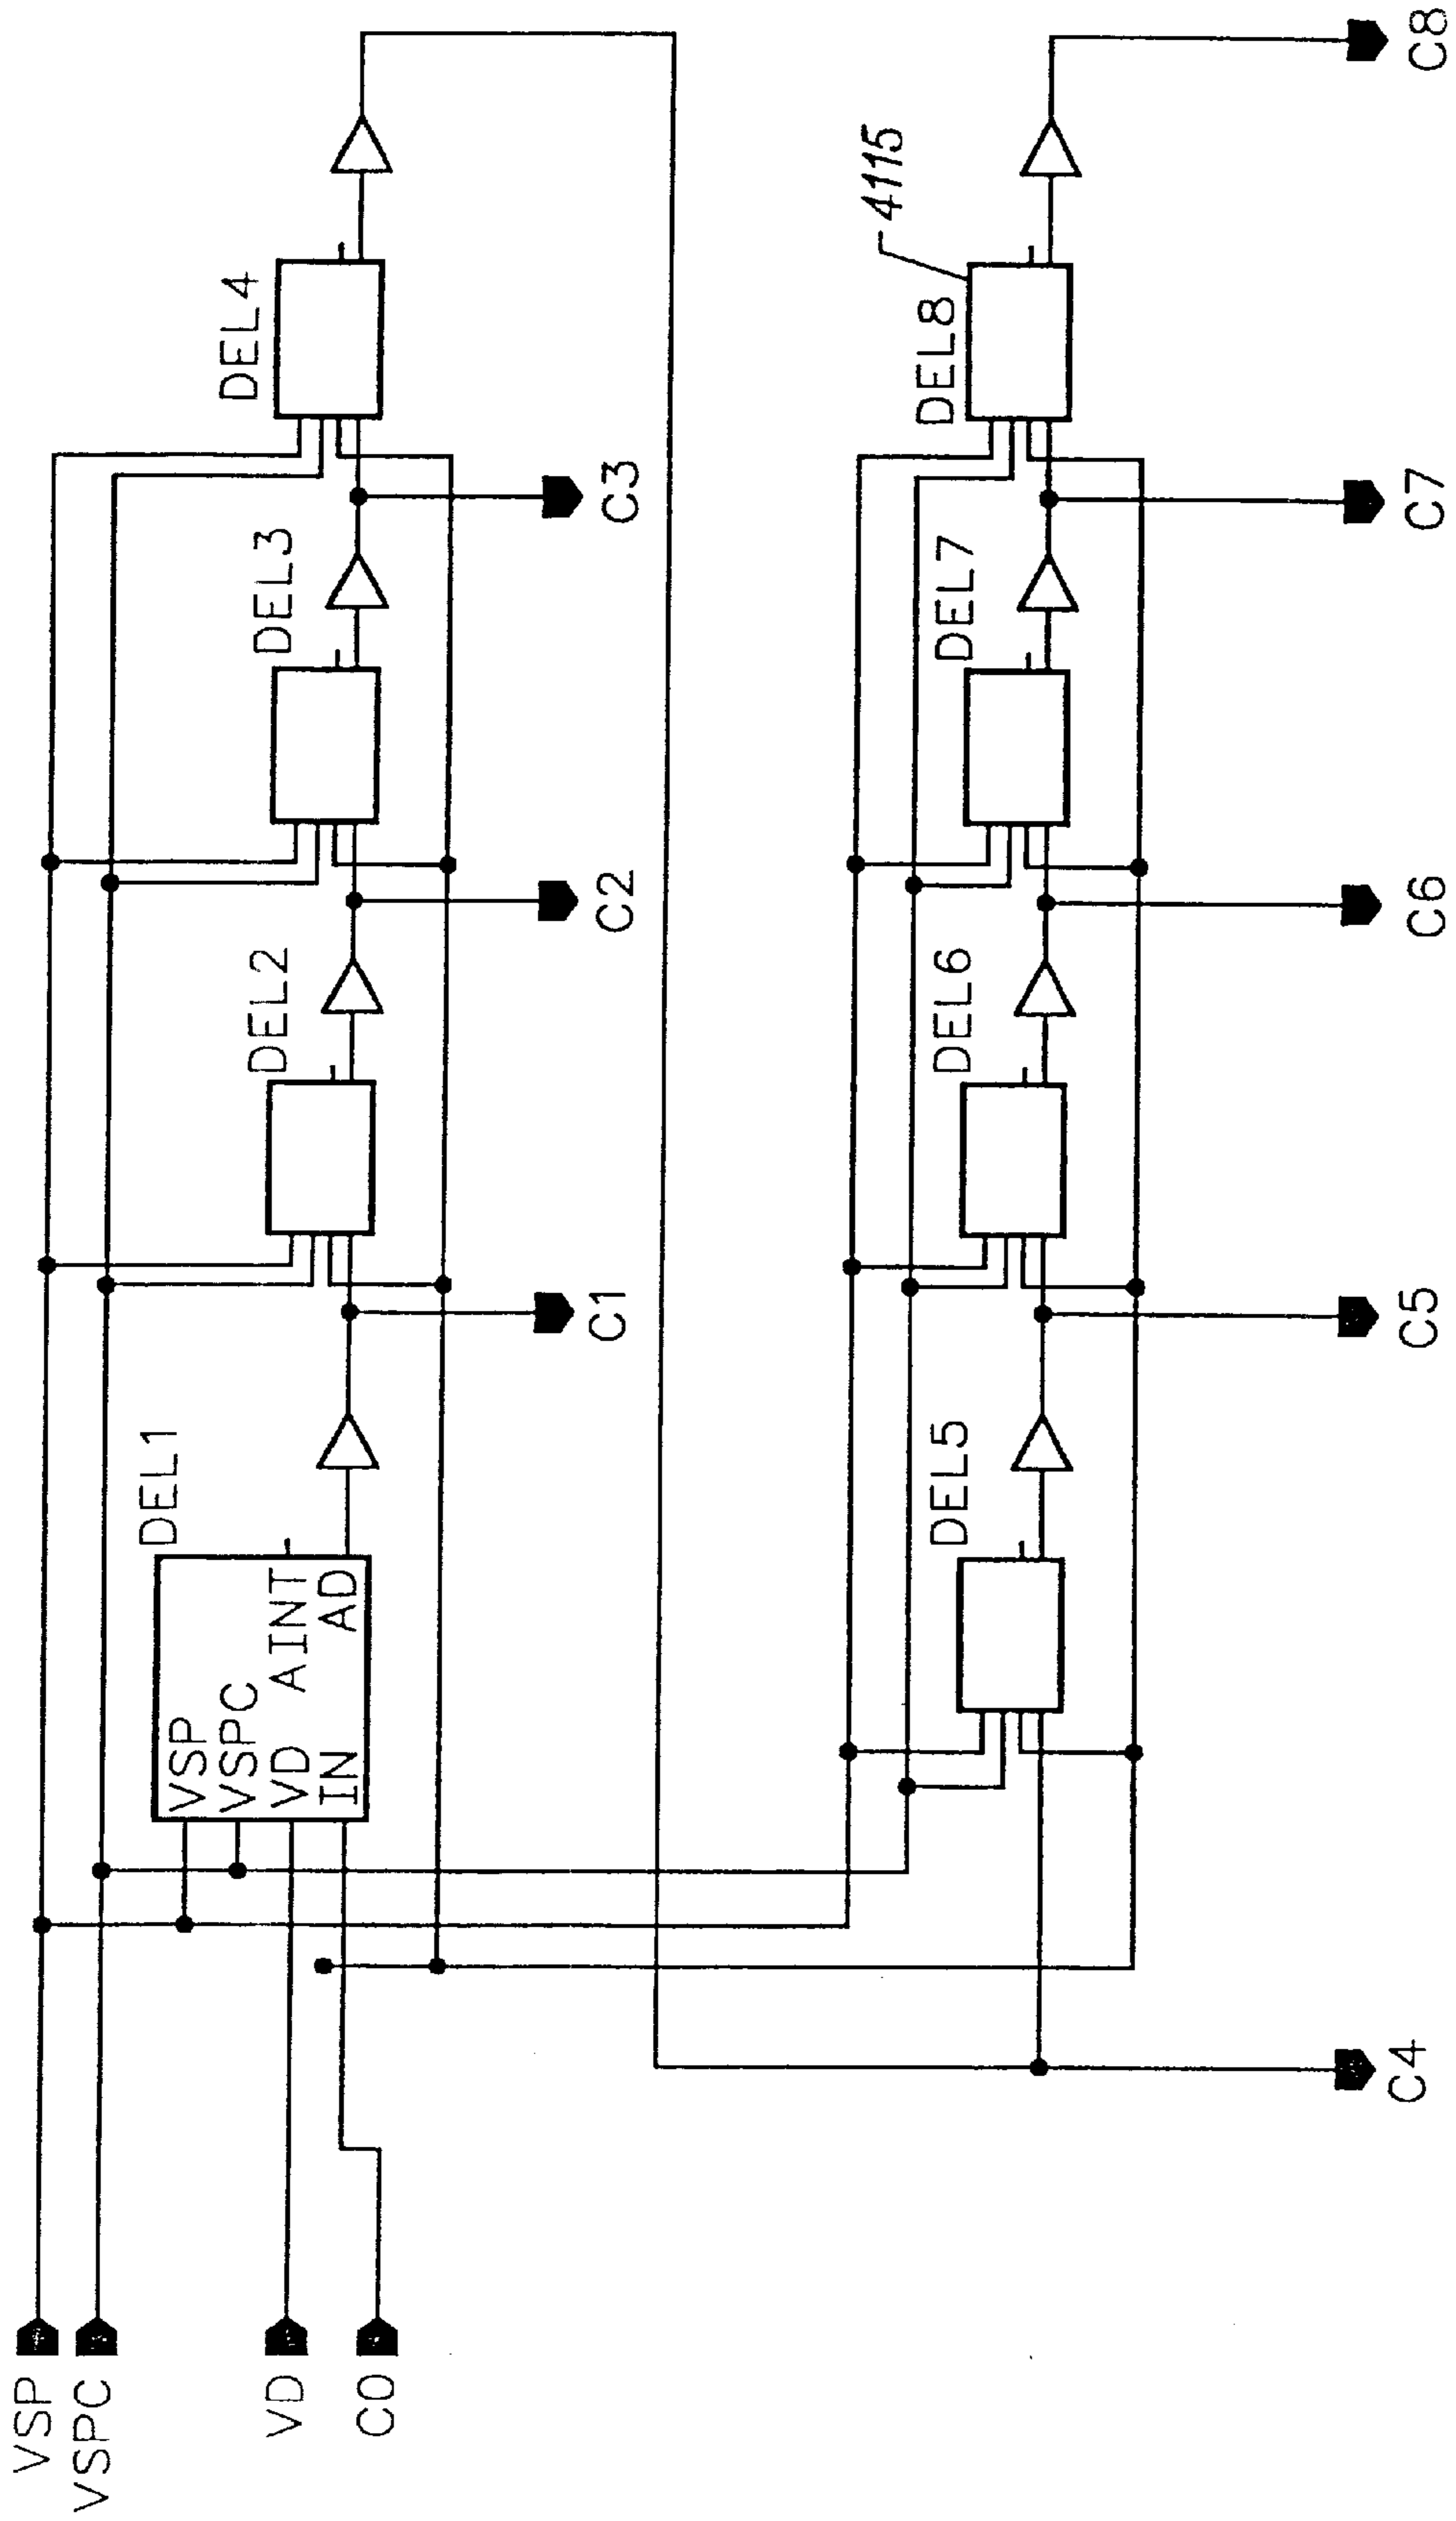 VSP
VSPC
VD
C0
DEL1
VSP
VSPC
VD AINT
IN AD
DEL2
DEL3
DEL4
C1
C2
C3
DEL5
DEL6
DEL7
DEL8
4115
C4
C5
C6
C7
C8